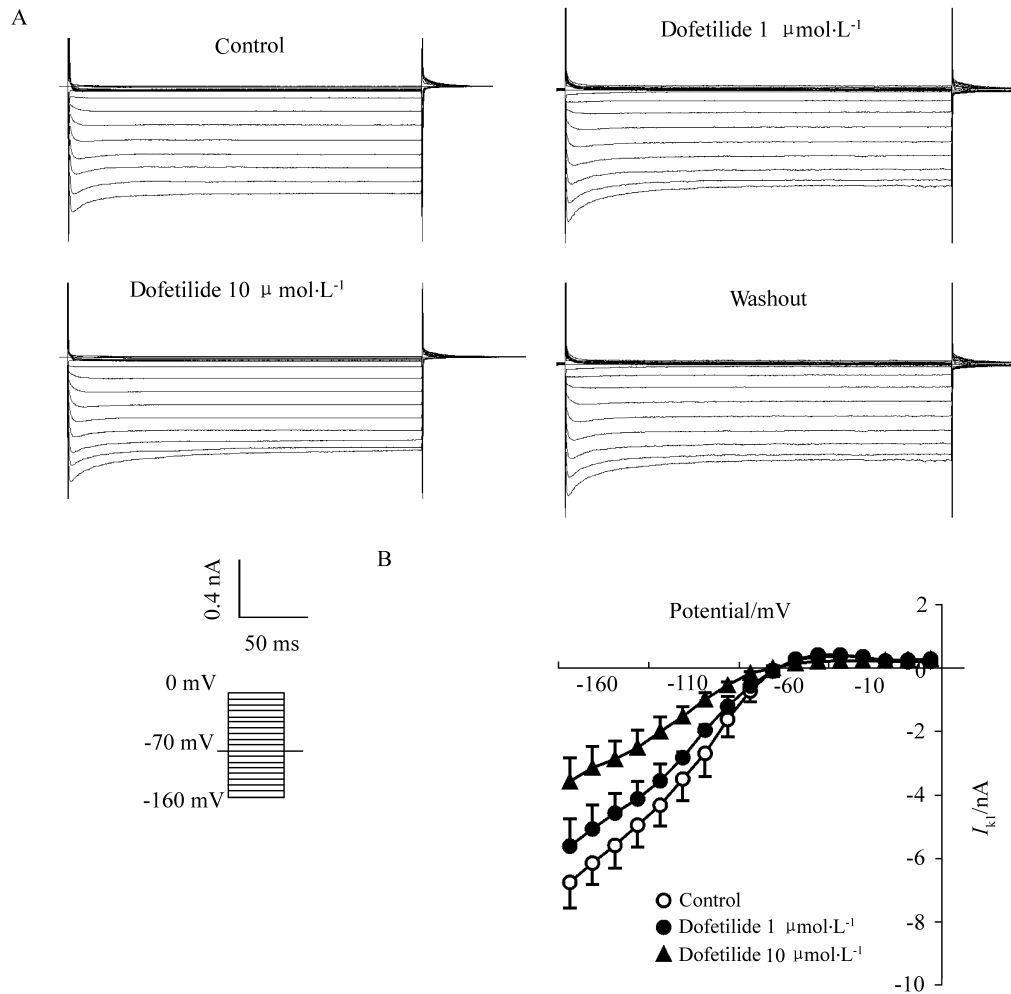 A
Control
Dofetilide 1 μmol·L-1
Dofetilide 10 μ mol·L-1
Washout
0.4 nA
50 ms
0 mV
-70 mV
-160 mV
B
Potential/mV
-160 -110 -60 -10
2
0
-2
-4
-6
-8
-10
Ik1/nA
Control
Dofetilide 1 μmol·L-1
Dofetilide 10 μmol·L-1